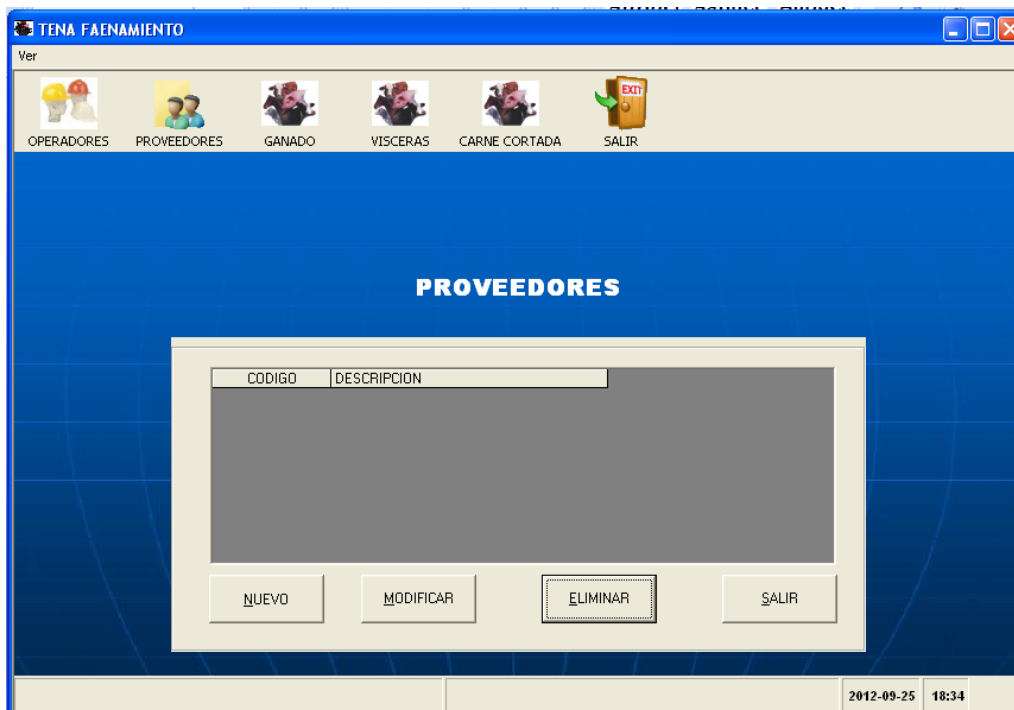 TENA FAENAMIENTO
Ver
EXIT
OPERADORES PROVEEDORES GANADO VISCERAS CARNE CORTADA SALIR
PROVEEDORES
CODIGO DESCRIPCION
NUEVO MODIFICAR ELIMINAR SALIR
2012-09-25 18:34